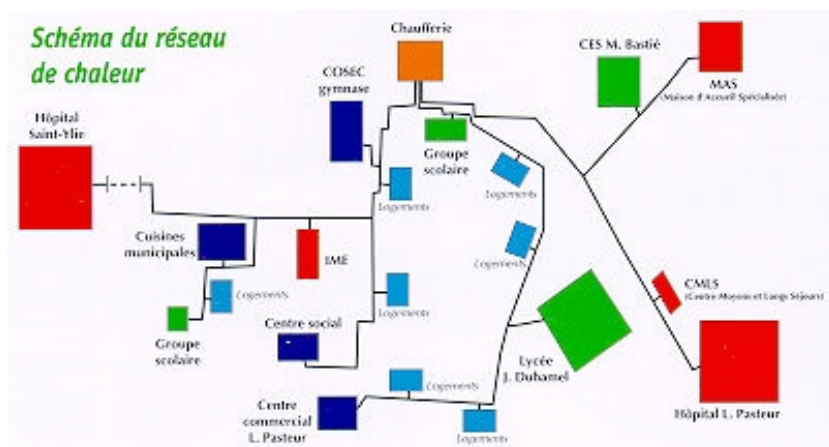 Schéma du réseau
de chaleur
Chaufferie
COSEC
gymnase
CES M. Bastié
MAS
(Maison d'Accueil Spécialisée)
Hôpital
Saint-Ylie
Groupe
scolaire
Logements
Logements
Cuisines
municipales
IME
Logements
Logements
CMLS
(Centre Moyens et Longs Séjours)
Groupe
scolaire
Centre social
Logements
Lycée
J. Duhamel
Logements
Centre
commercial
L. Pasteur
Logements
Hôpital L. Pasteur